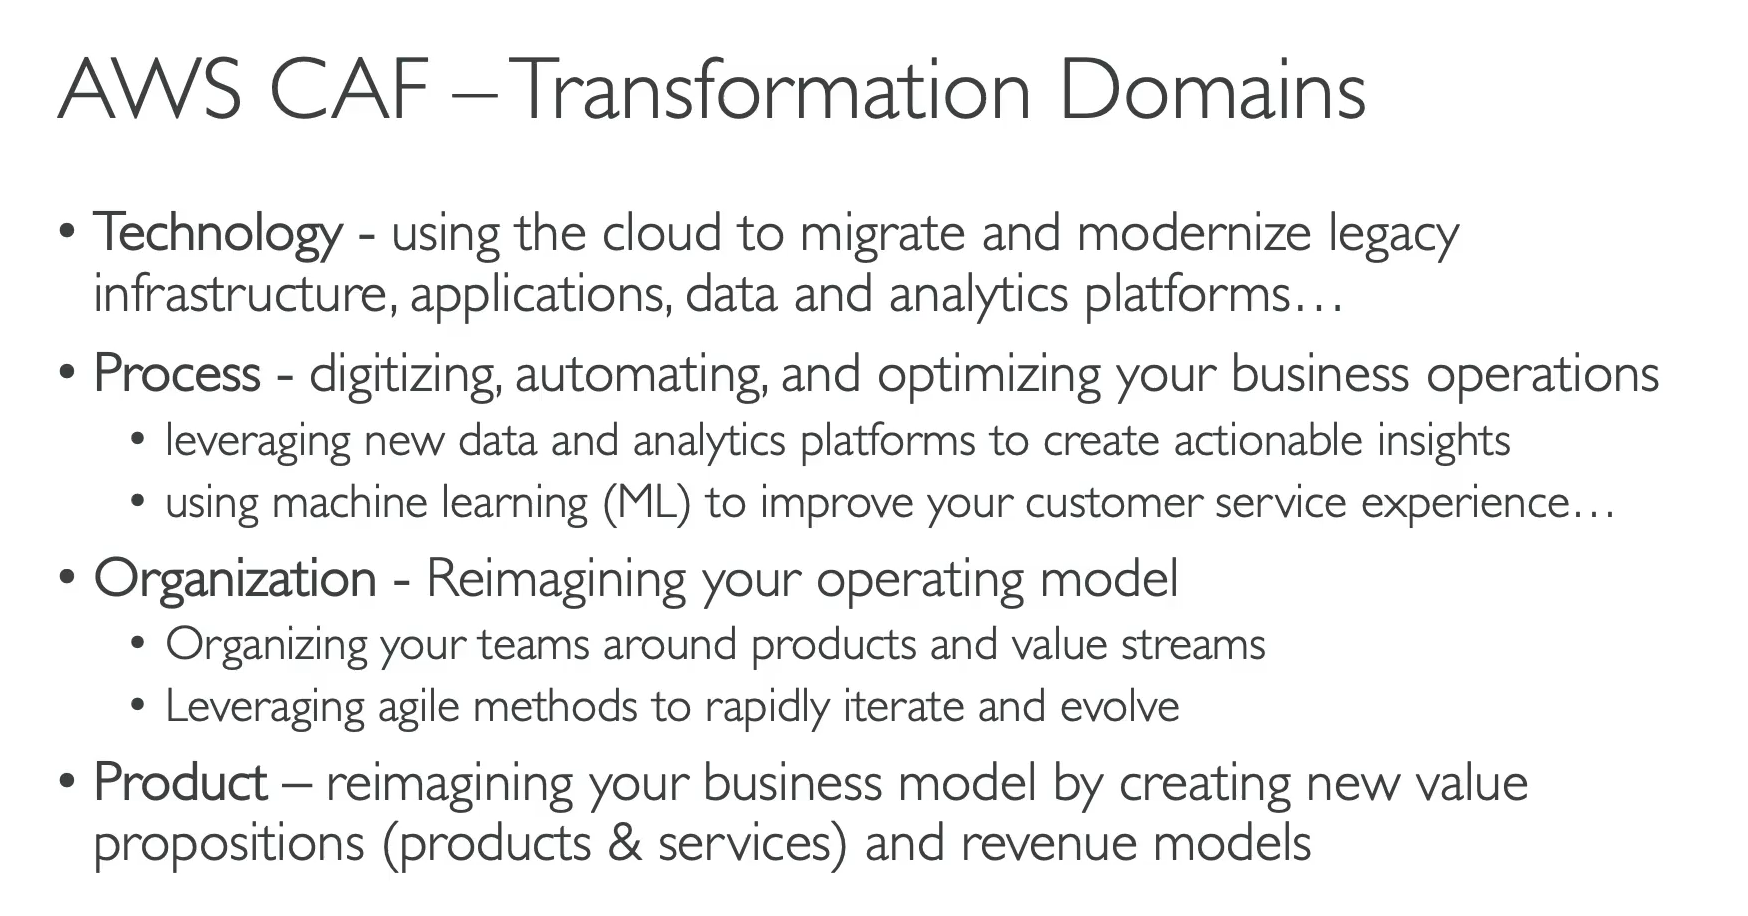 AWS CAF – Transformation Domains
• Technology - using the cloud to migrate and modernize legacy
infrastructure, applications, data and analytics platforms…
• Process - digitizing, automating, and optimizing your business operations
• leveraging new data and analytics platforms to create actionable insights
• using machine learning (ML) to improve your customer service experience…
• Organization - Reimagining your operating model
• Organizing your teams around products and value streams
• Leveraging agile methods to rapidly iterate and evolve
• Product – reimagining your business model by creating new value
propositions (products & services) and revenue models